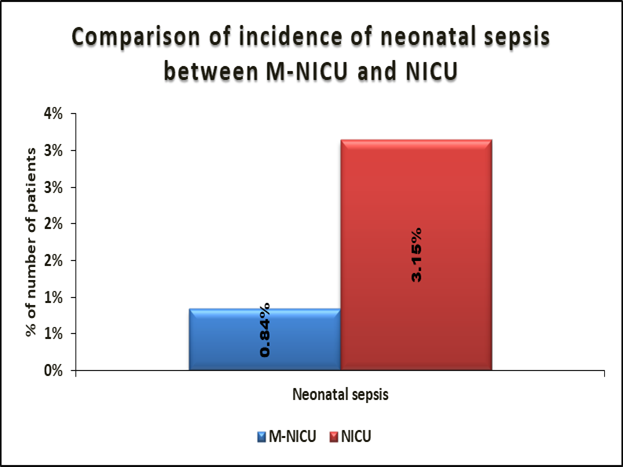 Comparison of incidence of neonatal sepsis
between M-NICU and NICU
% of number of patients
4%
3%
3%
2%
2%
1%
1%
0%
0.84%
3.15%
Neonatal sepsis
M-NICU NICU